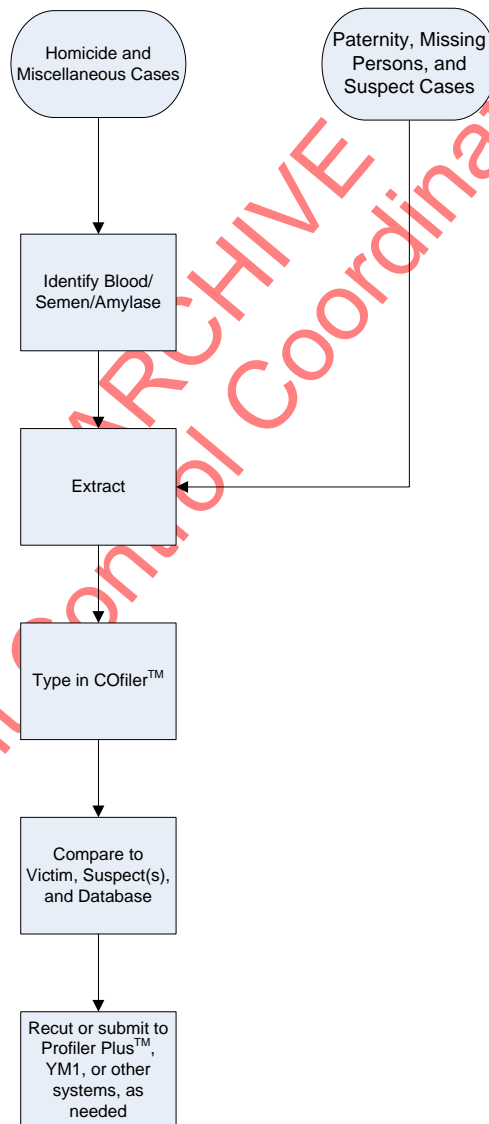 Homicide and
Miscellaneous Cases
Paternity, Missing
Persons, and
Suspect Cases
Identify Blood/
Semen/Amylase
Extract
Type in COfiler™
Compare to
Victim, Suspect(s),
and Database
Recut or submit to
Profiler Plus™,
YM1, or other
systems, as
needed
ARCHIVE
Control